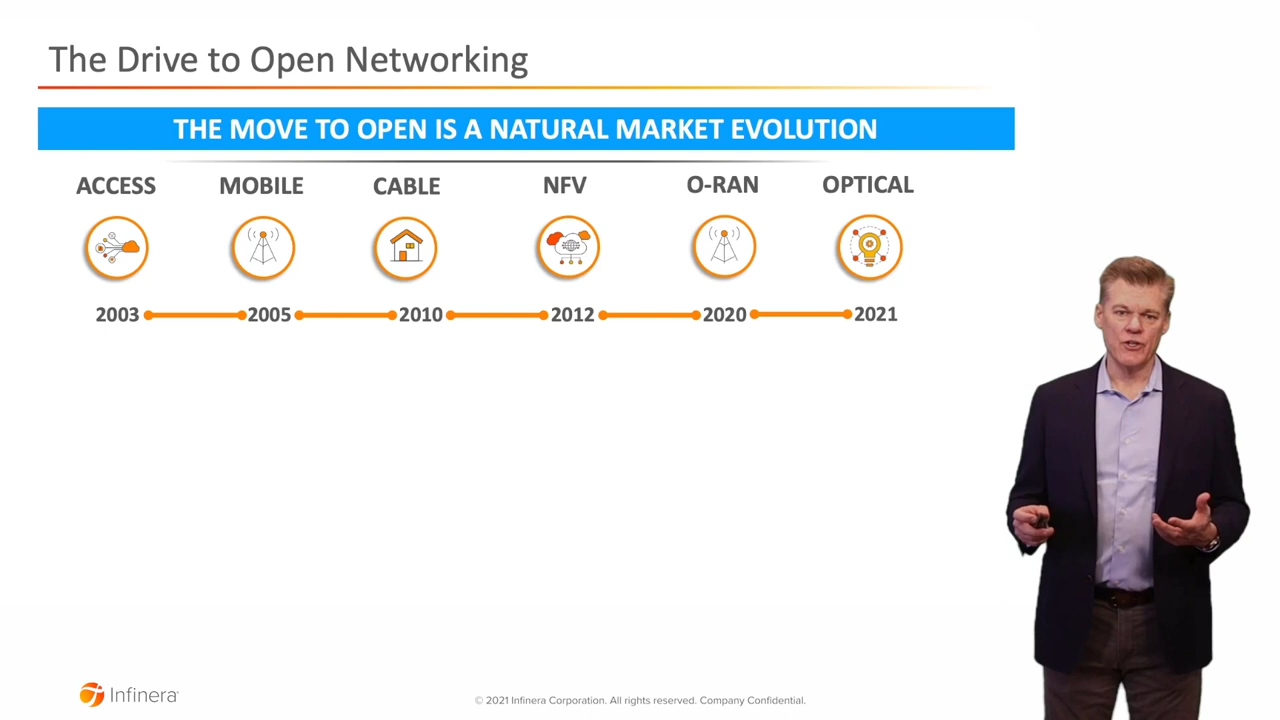 The Drive to Open Networking
THE MOVE TO OPEN IS A NATURAL MARKET EVOLUTION
ACCESS MOBILE CABLE NFV O-RAN OPTICAL
2003 2005 2010 2012 2020 2021
Infinera
© 2021 Infinera Corporation. All rights reserved. Company Confidential.